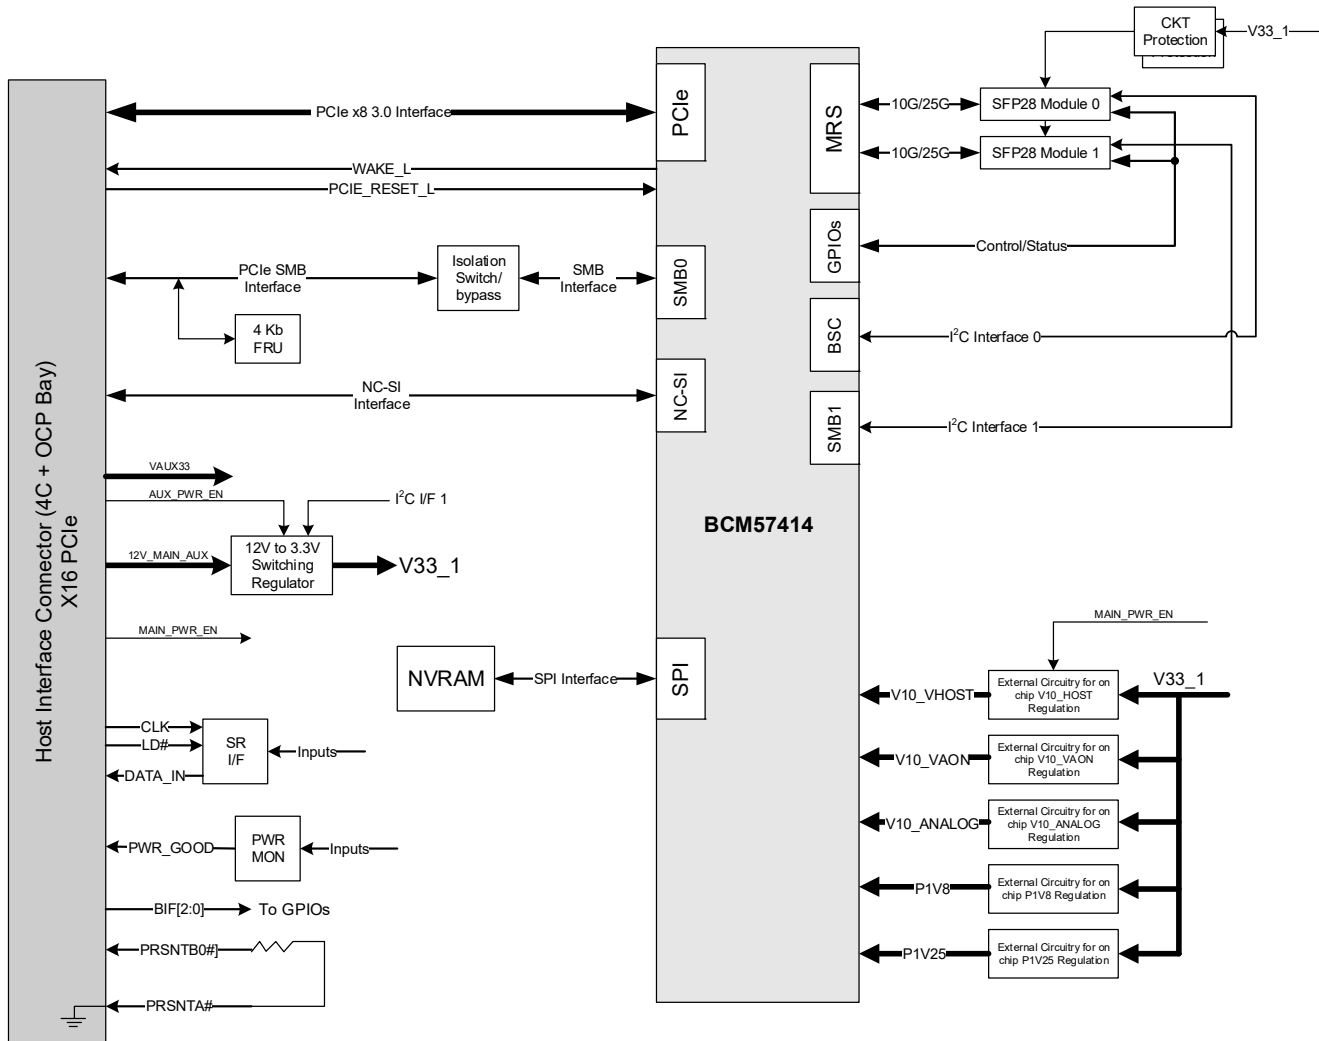 CKT
Protection
V33_1
PCIe x8 3.0 Interface
PCIe
MRS
10G/25G
SFP28 Module 0
10G/25G
SFP28 Module 1
WAKE_L
PCIE_RESET_L
GPIOs
Control/Status
PCIe SMB
Interface
Isolation
Switch/
bypass
SMB
Interface
SMB0
4 Kb
FRU
BSC
I²C Interface 0
NC-SI
Interface
NC-SI
SMB1
I²C Interface 1
Host Interface Connector (4C + OCP Bay)
X16 PCIe
VAUX33
AUX_PWR_EN
I²C I/F 1
12V_MAIN_AUX
12V to 3.3V
Switching
Regulator
V33_1
BCM57414
MAIN_PWR_EN
MAIN_PWR_EN
NVRAM
SPI Interface
SPI
V10_VHOST
External Circuitry for on
chip V10_HOST
Regulation
V33_1
CLK
LD#
DATA_IN
SR
I/F
Inputs
V10_VAON
External Circuitry for on
chip V10_VAON
Regulation
V10_ANALOG
External Circuitry for on
chip V10_ANALOG
Regulation
PWR_GOOD
PWR
MON
Inputs
P1V8
External Circuitry for on
chip P1V8 Regulation
BIF[2:0]
To GPIOs
PRSNTB0#]
P1V25
External Circuitry for on
chip P1V25 Regulation
PRSNTA#